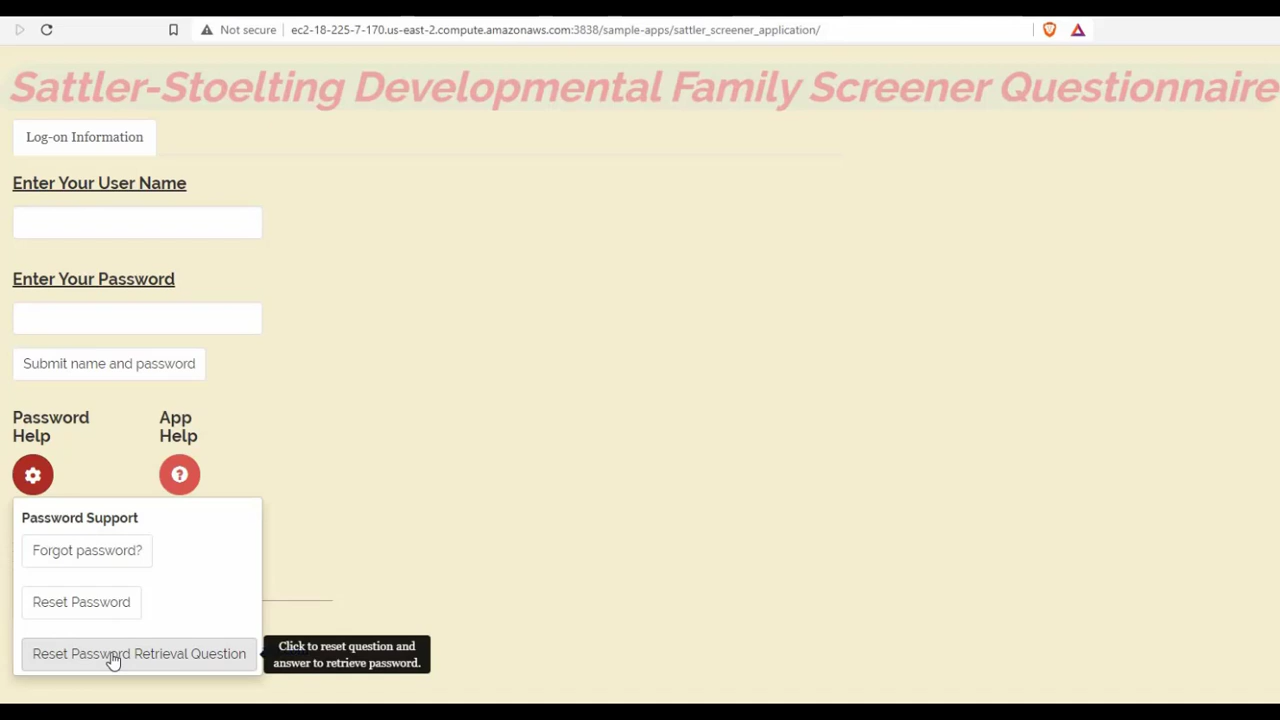 Not secure
ec2-18-225-7-170.us-east-2.compute.amazonaws.com:3838/sample-apps/sattler_screener_application/
Sattler-Stoelting Developmental Family Screener Questionnaire
Log-on Information
Enter Your User Name
Enter Your Password
Submit name and password
Password
Help
App
Help
Password Support
Forgot password?
Reset Password
Reset Password Retrieval Question
Click to reset question and
answer to retrieve password.